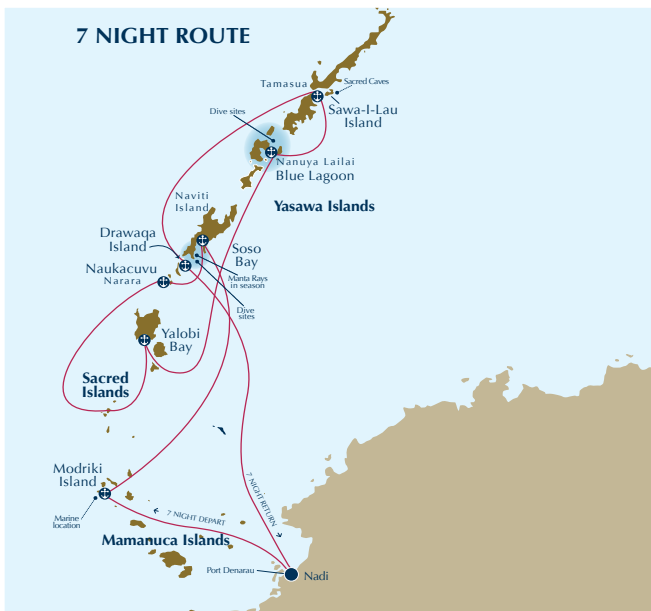 7 NIGHT ROUTE
Tamasua
Sacred Caves
Sawa-I-Lau
Island
Dive sites
Nanuya Lailai
Blue Lagoon
Naviti
Island
Yasawa Islands
Drawaqa
Island
Soso
Bay
Naukacuvu
Narara
Manta Rays
in season
Dive
sites
Yalobi
Bay
Sacred
Islands
Modriki
Island
Marine
location
7 NIGHT DEPART
7 NIGHT RETURN
Mamanuca Islands
Port Denarau
Nadi